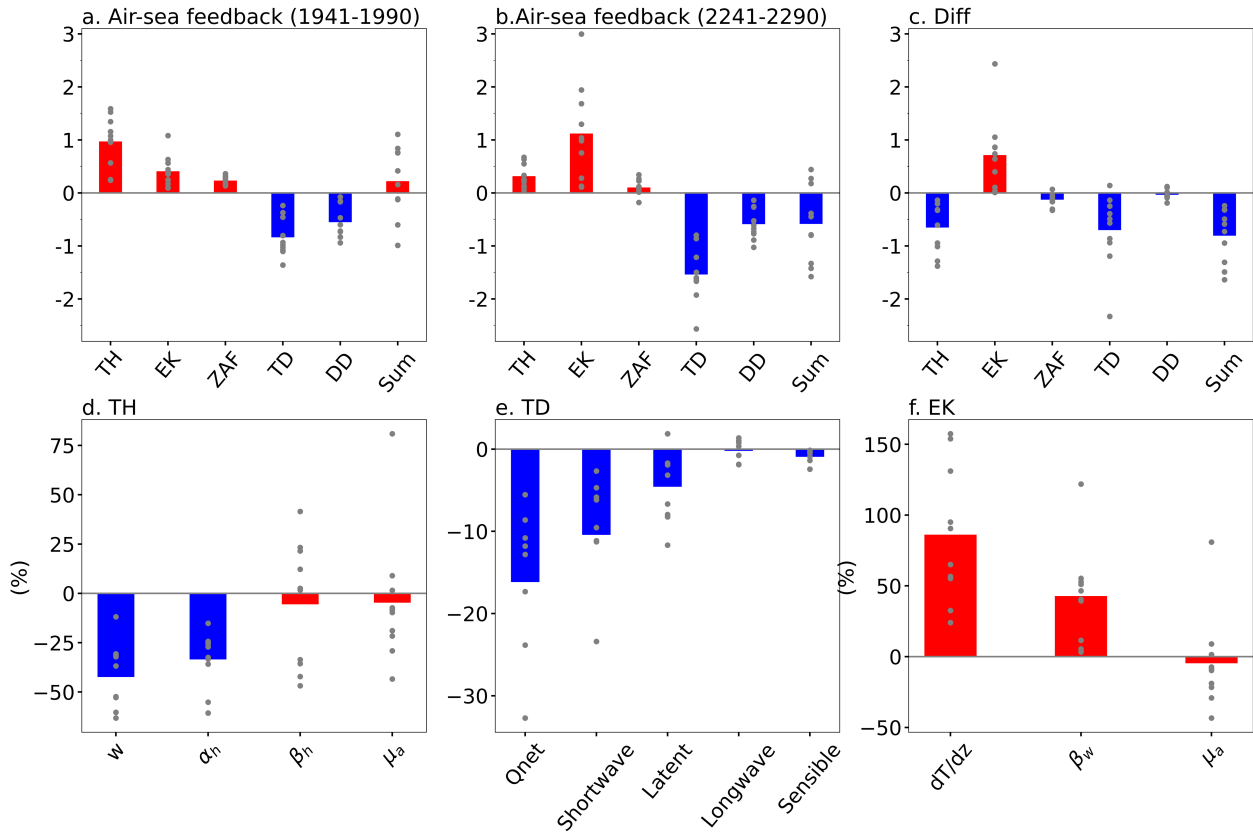 a. Air-sea feedback (1941-1990)
3
2
1
0
-1
-2
TH
EK
ZAF
TD
DD
Sum
b.Air-sea feedback (2241-2290)
3
2
1
0
-1
-2
TH
EK
ZAF
TD
DD
Sum
c. Diff
3
2
1
0
-1
-2
TH
EK
ZAF
TD
DD
Sum
d. TH
(%)
75
50
25
0
−25
−50
w
αh
βh
μa
e. TD
0
−10
−20
−30
Qnet
Shortwave
Latent
Longwave
Sensible
f. EK
(%)
150
100
50
0
−50
dT/dz
βw
μa